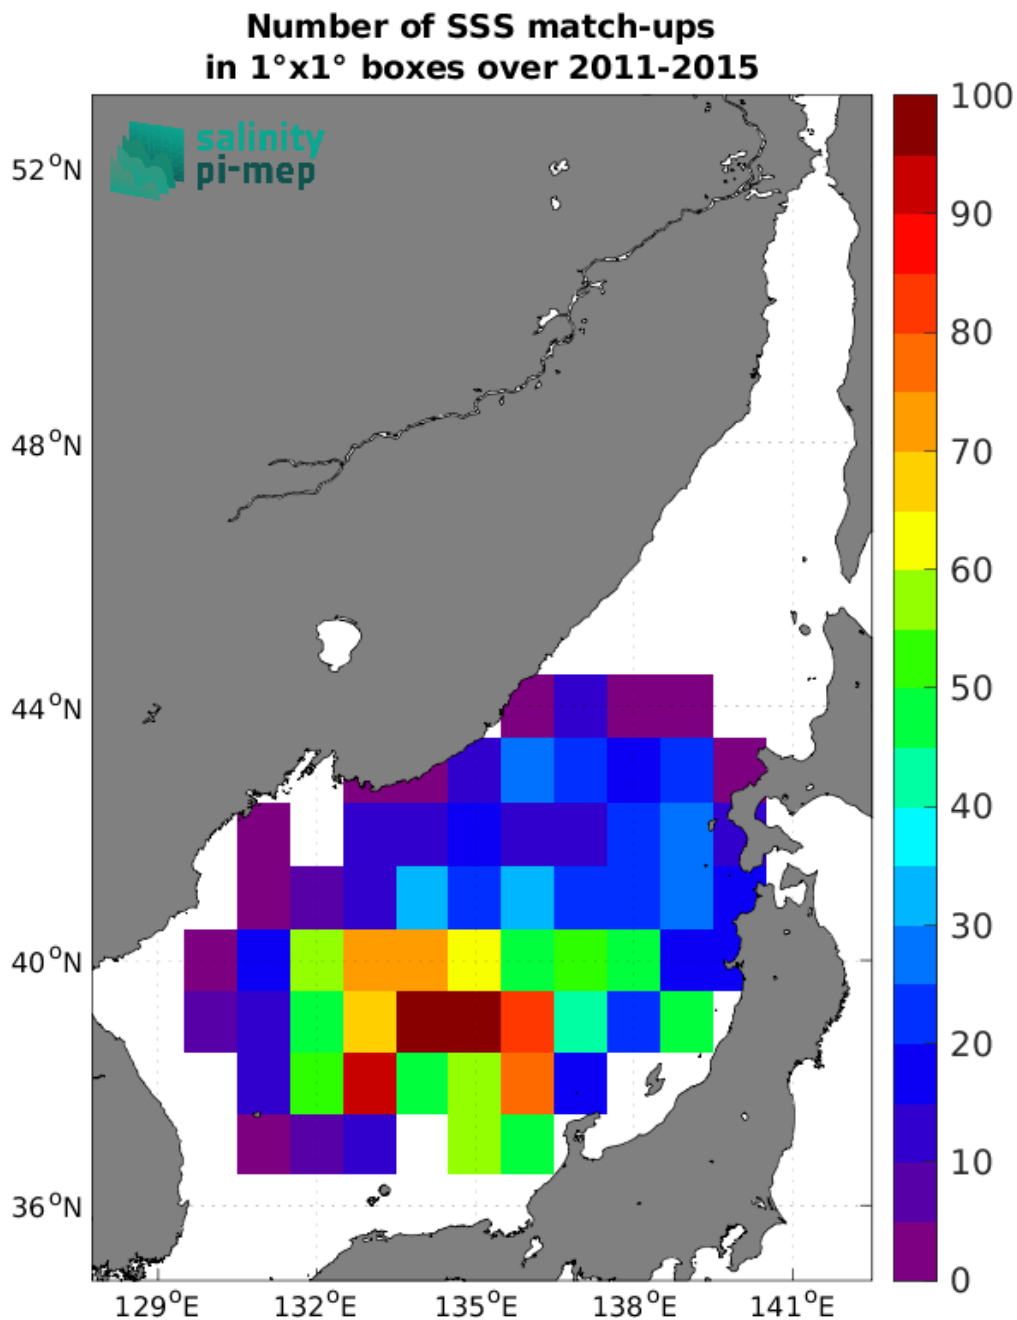 Number of SSS match-ups
in 1°x1° boxes over 2011-2015
salinity
pi-mep
52°N
48°N
44°N
40°N
36°N
129°E 132°E 135°E 138°E 141°E
100
90
80
70
60
50
40
30
20
10
0